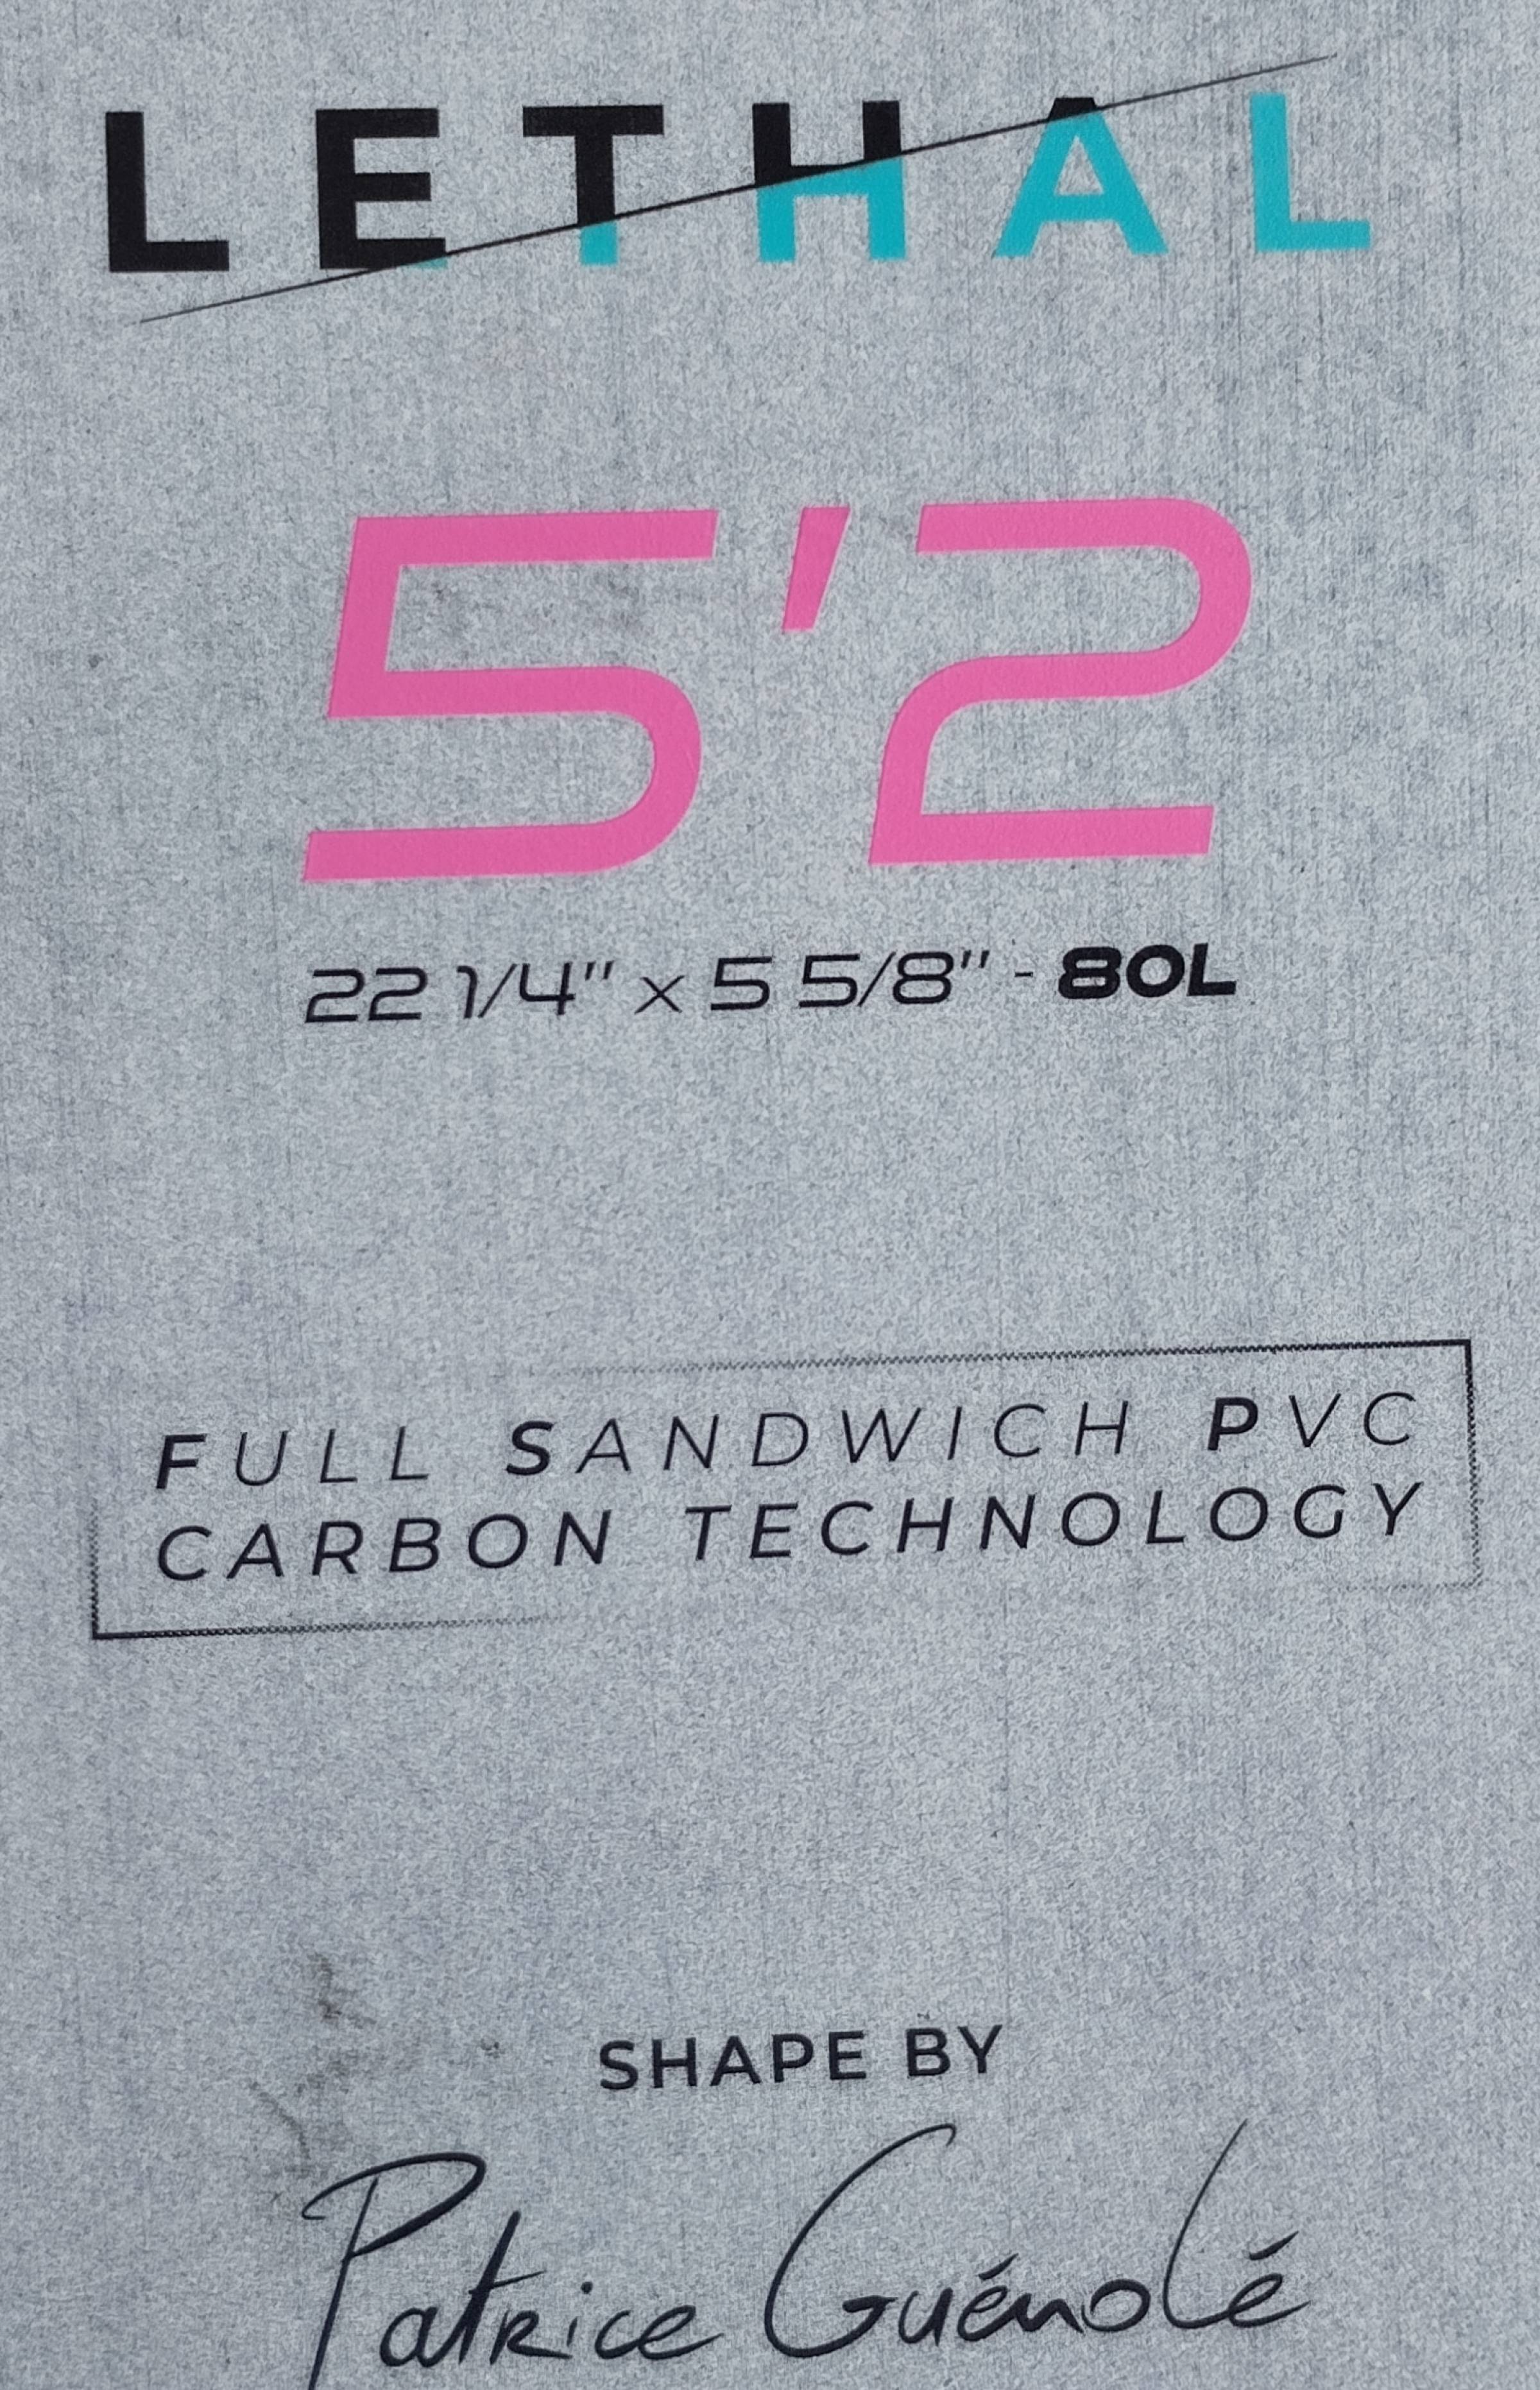 LETHAL
5'2
22 1/4" x 5 5/8" - 80L
FULL SANDWICH PVC
CARBON TECHNOLOGY
SHAPE BY
Patrice Guénolé